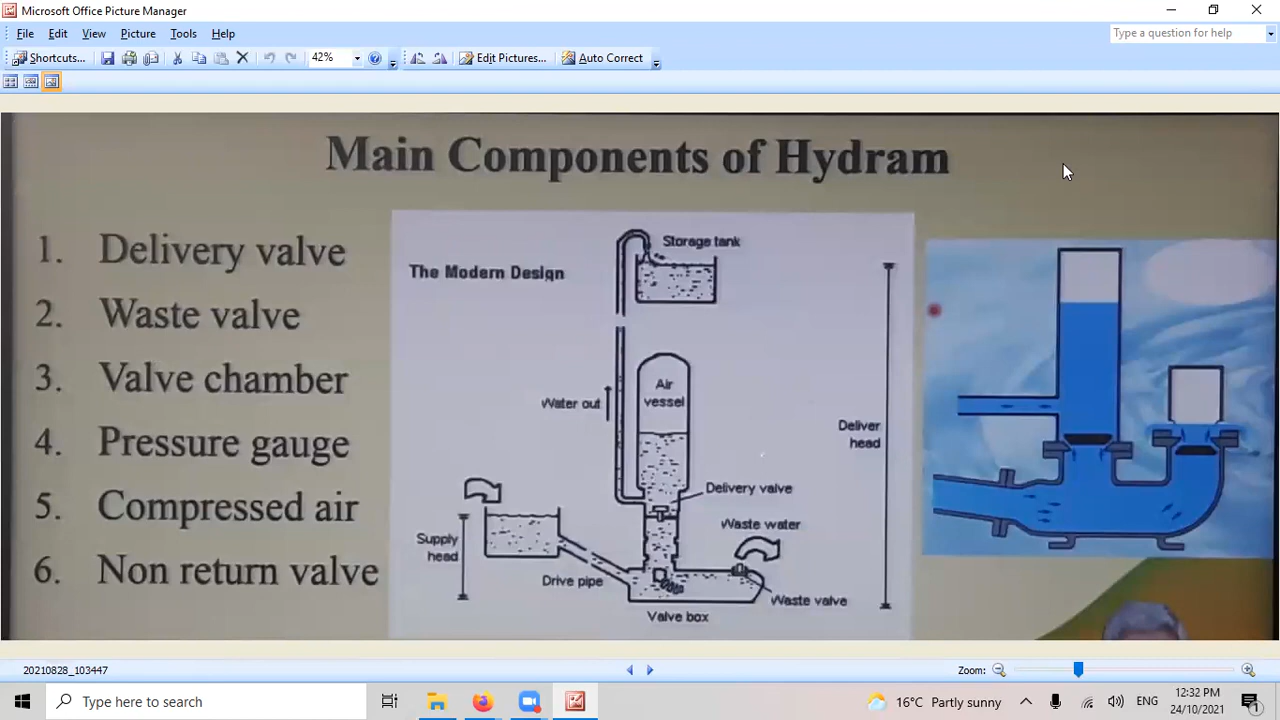 Microsoft Office Picture Manager
File Edit View Picture Tools Help
Type a question for help
Shortcuts...
42%
Edit Pictures...
Auto Correct
Main Components of Hydram
1. Delivery valve
2. Waste valve
3. Valve chamber
4. Pressure gauge
5. Compressed air
6. Non return valve
The Modern Design
Storage tank
Air
vessel
Water out
Deliver
head
Delivery valve
Waste water
Supply
head
Drive pipe
Waste valve
Valve box
20210828_103447
Zoom:
Type here to search
16°C Partly sunny
ENG
12:32 PM
24/10/2021
1